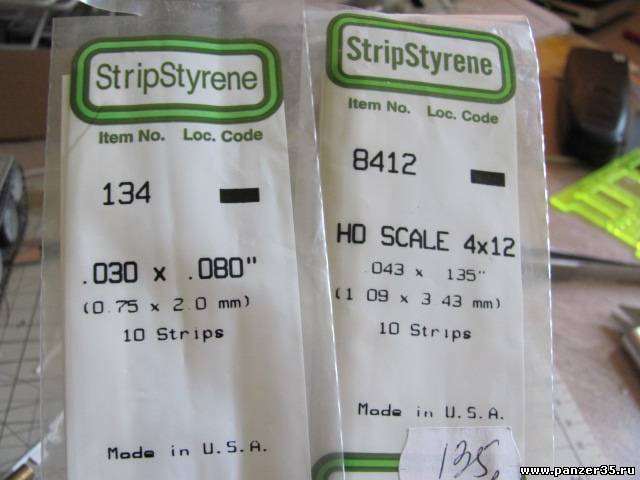 StripStyrene
Item No. Loc. Code
134
.030 x .080"
(0.75 x 2.0 mm)
10 Strips
Made in U.S.A.
StripStyrene
Item No. Loc. Code
8412
HO SCALE 4x12
.043 x .135"
(1.09 x 3.43 mm)
10 Strips
Made in U.S.A.
135
www.panzer35.ru